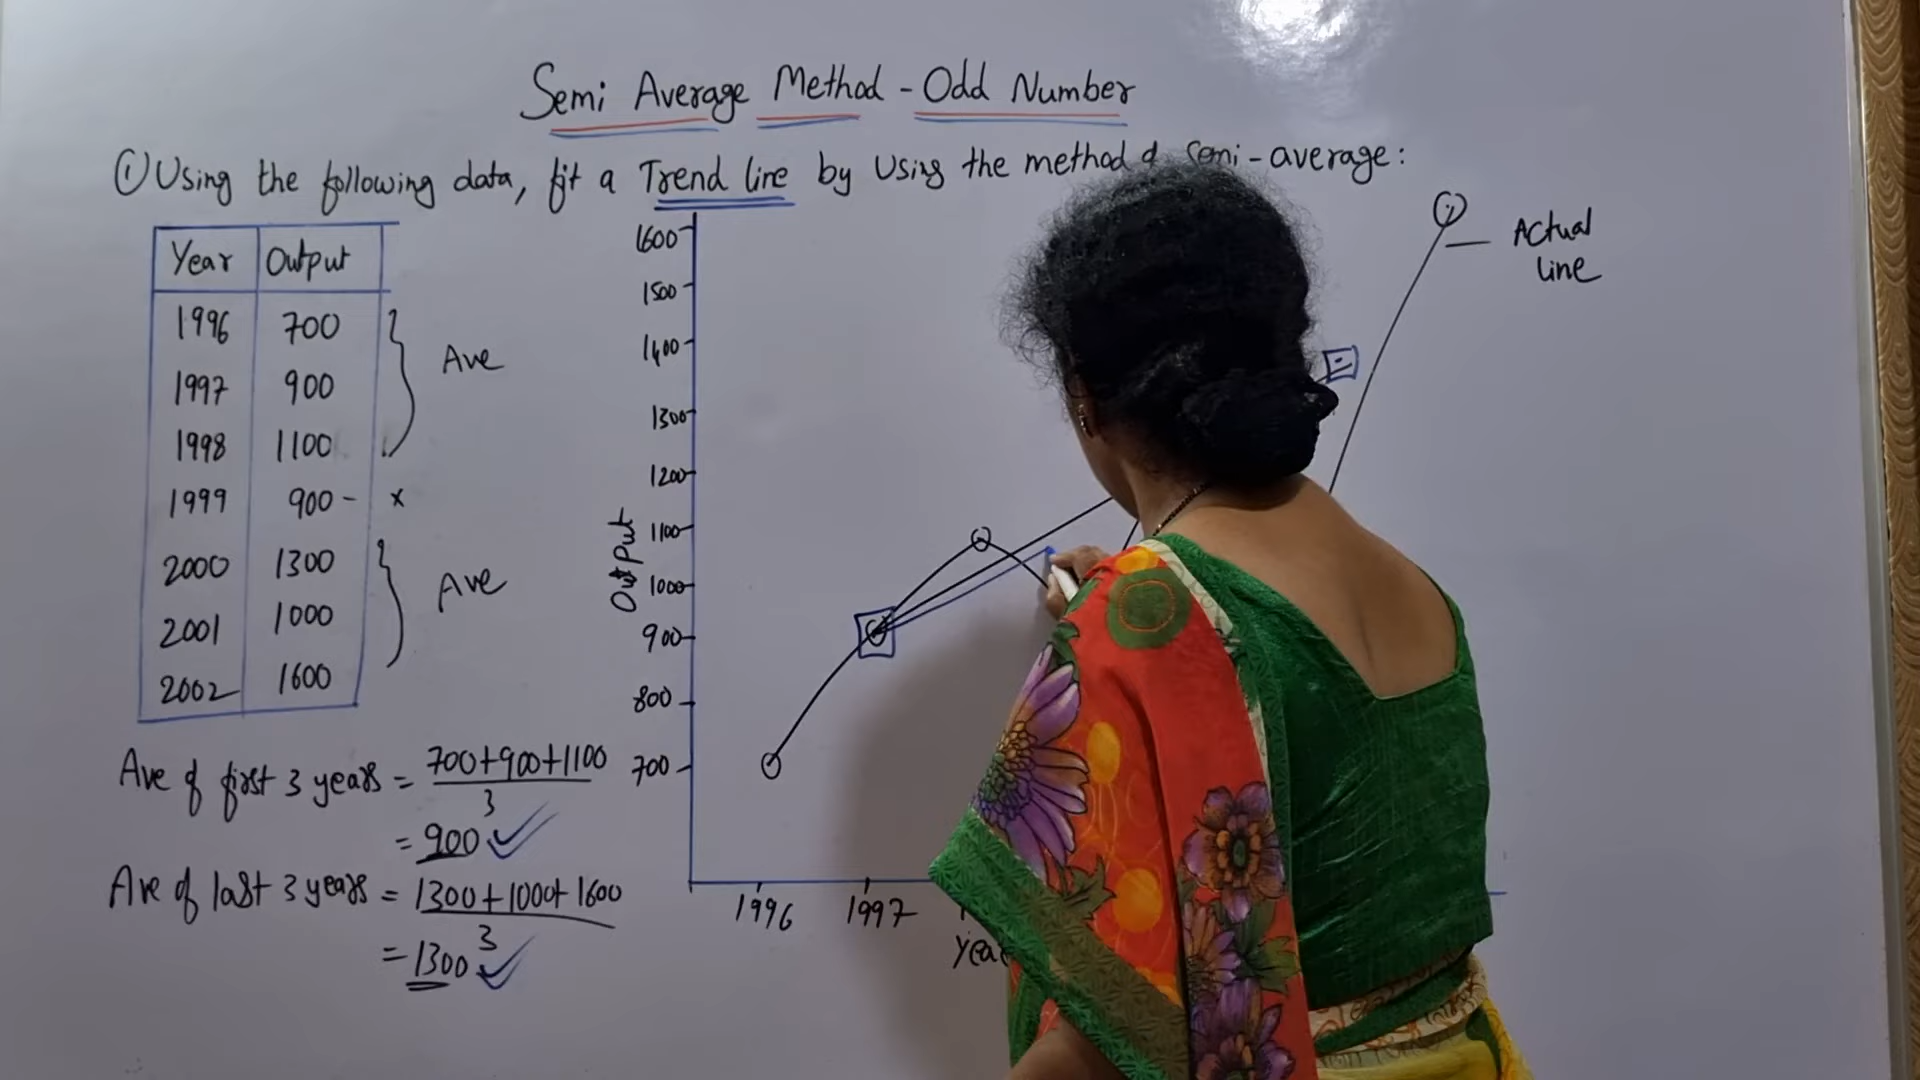 Semi Average Method - Odd Number
① Using the following data, fit a Trend line by Using the method of Semi-average:
Year Output
1996 700
1997 900
1998 1100
1999 900 - x
2000 1300
2001 1000
2002 1600
Ave
Ave
Ave of first 3 years = 700+900+1100
3
= 900
Ave of last 3 years = 1300+1000+1600
3
= 1300
Output
1600
1500
1400
1300
1200
1100
1000
900
800
700
1996 1997
Actual
line